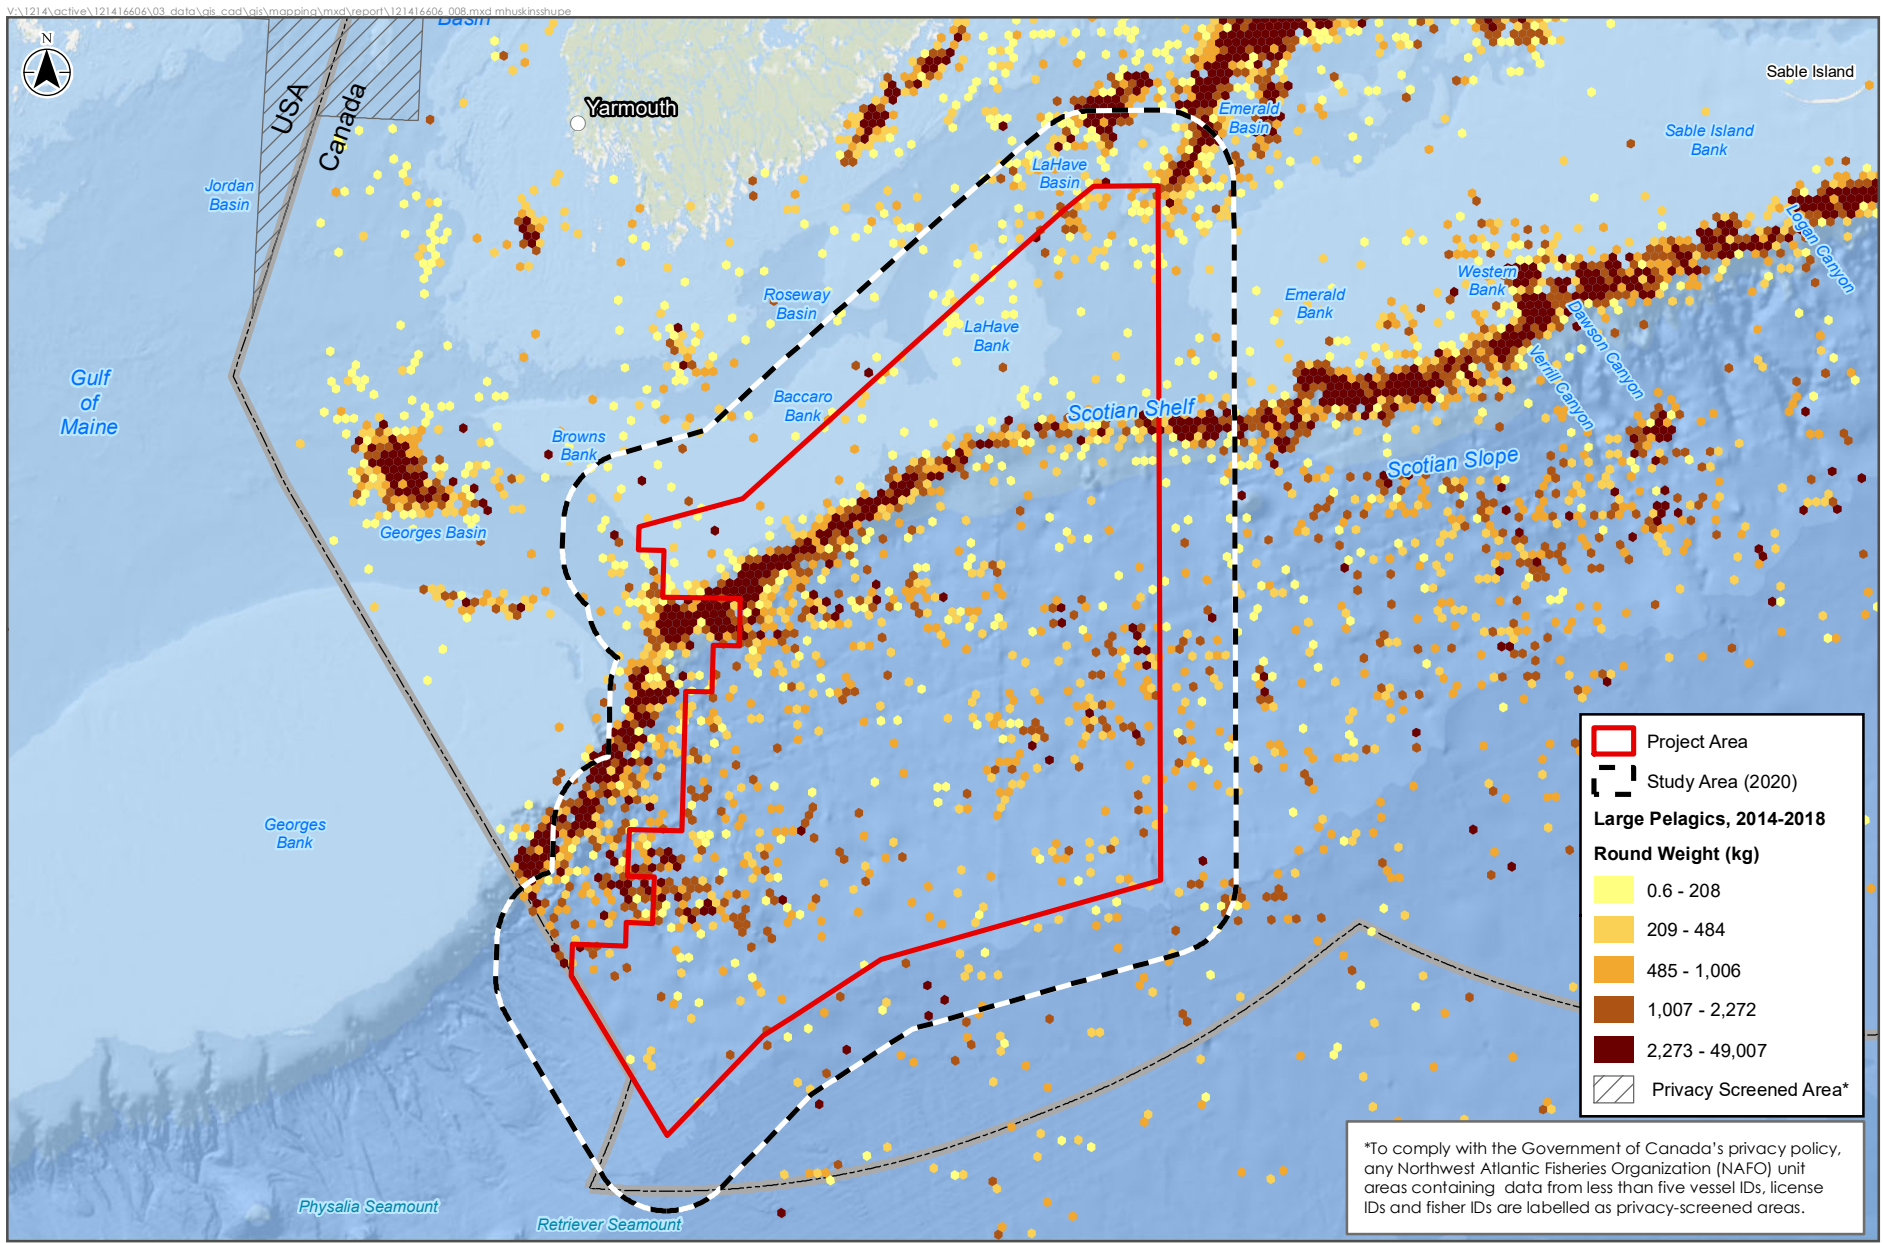 V:\1214\active\121416606\03_data\gis_cad\gis\mapping\mxd\report\121416606_008.mxd mhuskinsshupe
Basin
N
Sable Island
USA
Canada
Yarmouth
Emerald
Basin
Sable Island
Bank
LaHave
Basin
Jordan
Basin
Logan Canyon
Western
Bank
Roseway
Basin
Emerald
Bank
LaHave
Bank
Dawson Canyon
Verrill Canyon
Gulf
of
Maine
Baccaro
Bank
Scotian Shelf
Browns
Bank
Scotian Slope
Georges Basin
Georges
Bank
Physalia Seamount
Retriever Seamount
Project Area
Study Area (2020)
Large Pelagics, 2014-2018
Round Weight (kg)
0.6 - 208
209 - 484
485 - 1,006
1,007 - 2,272
2,273 - 49,007
Privacy Screened Area*
*To comply with the Government of Canada's privacy policy,
any Northwest Atlantic Fisheries Organization (NAFO) unit
areas containing data from less than five vessel IDs, license
IDs and fisher IDs are labelled as privacy-screened areas.